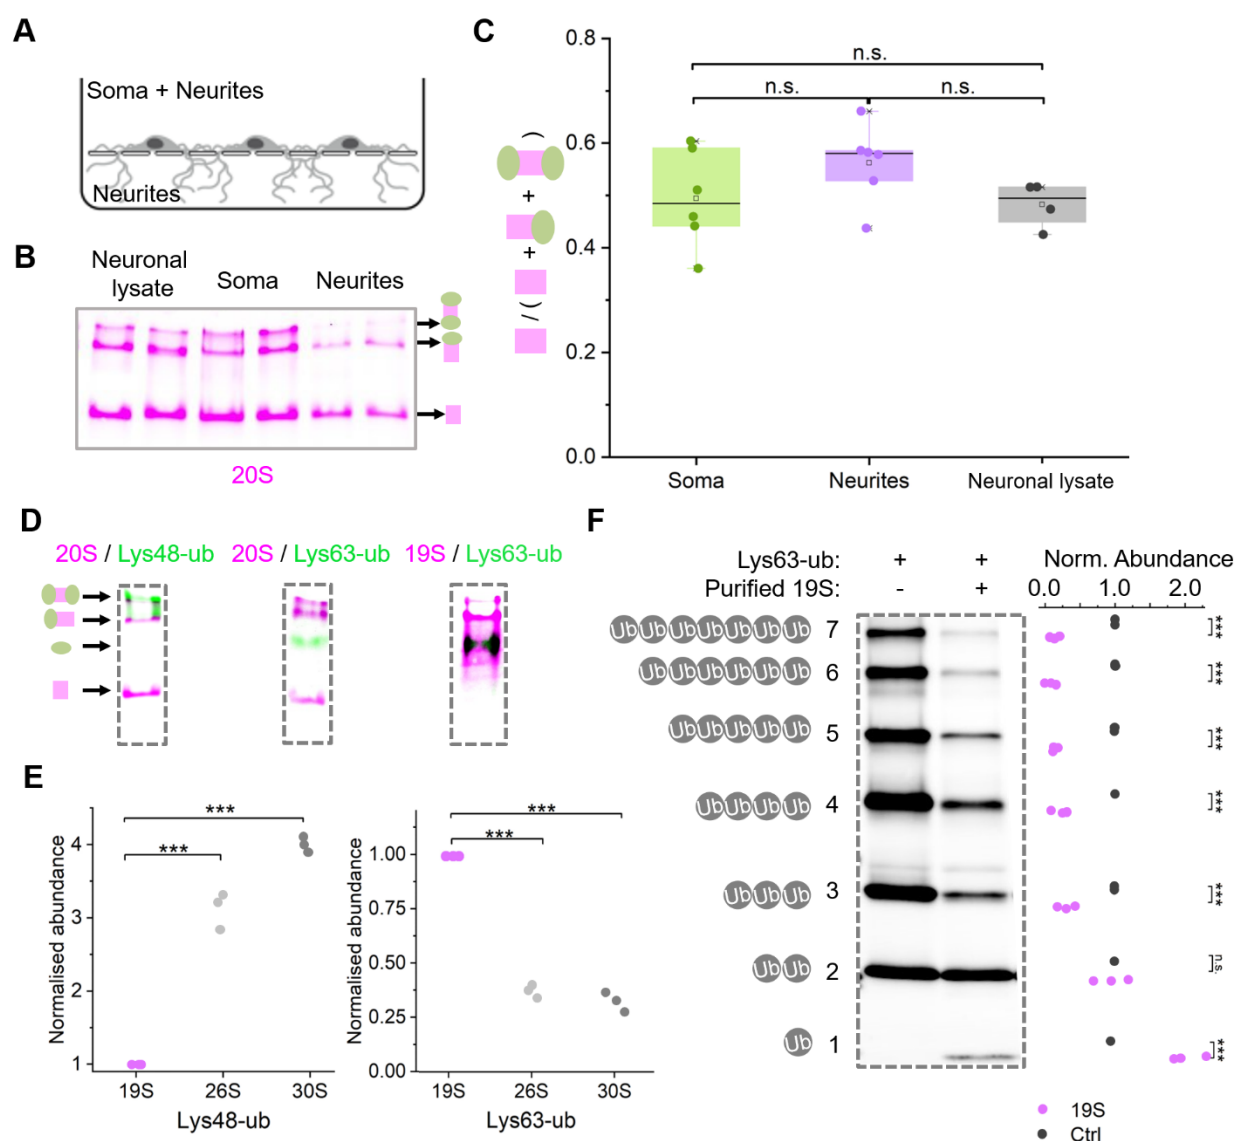 A
Soma + Neurites
Neurites
B
Neuronal
lysate
Soma
Neurites
20S
C
0.8
0.6
0.4
0.2
0.0
(
+
+
)/
n.s.
n.s.
n.s.
Soma
Neurites
Neuronal lysate
D
20S / Lys48-ub
20S / Lys63-ub
19S / Lys63-ub
E
Normalised abundance
4
3
2
1
***
***
19S
26S
30S
Lys48-ub
Normalised abundance
1.00
0.75
0.50
0.25
0.00
***
***
19S
26S
30S
Lys63-ub
F
Lys63-ub: + +
Purified 19S: - +
Norm. Abundance
0.0 1.0 2.0
Ub Ub Ub Ub Ub Ub Ub 7 ***
Ub Ub Ub Ub Ub Ub 6 ***
Ub Ub Ub Ub Ub 5 ***
Ub Ub Ub Ub 4 ***
Ub Ub Ub 3 ***
Ub Ub 2 n.s.
Ub 1 ***
19S
Ctrl